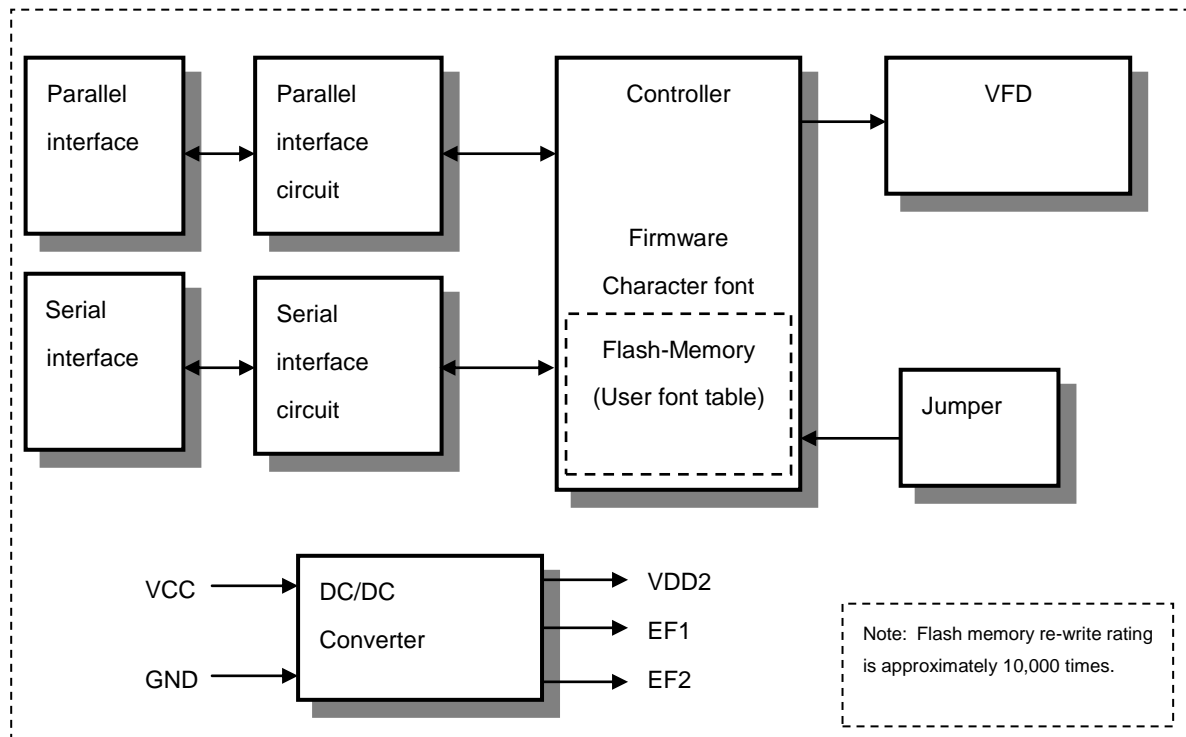 Parallel
interface
Parallel
interface
circuit
Controller
Firmware
Character font
Flash-Memory
(User font table)
VFD
Serial
interface
Serial
interface
circuit
Jumper
VCC
GND
DC/DC
Converter
VDD2
EF1
EF2
Note: Flash memory re-write rating
is approximately 10,000 times.